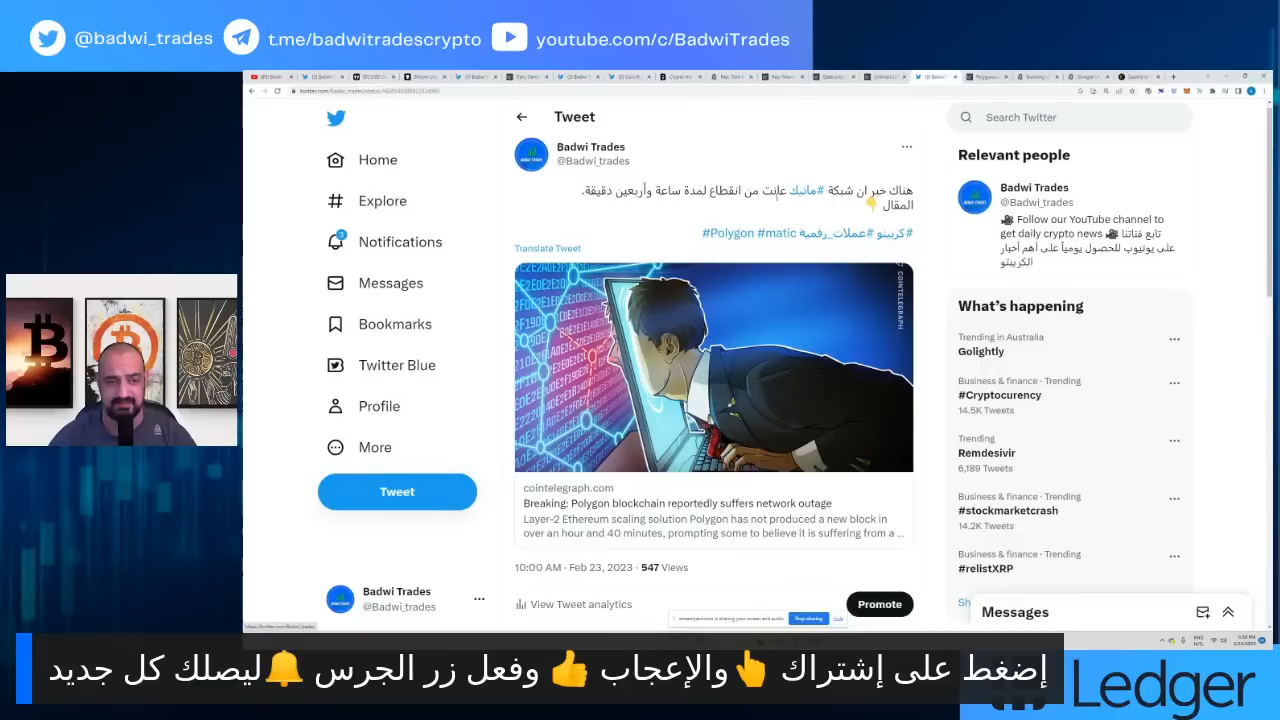 @badwi_trades
t.me/badwitradescrypto
youtube.com/c/BadwiTrades
Home
Explore
3
Notifications
Messages
Bookmarks
Twitter Blue
Profile
More
Tweet
Badwi Trades
@Badwi_trades
Tweet
Badwi Trades
@Badwi_trades
هناك خبر ان شبكة #ماتيك عانت من انقطاع لمدة ساعة وأربعين دقيقة.
المقال 👇
#كريبتو #عملات_رقمية #Polygon #matic
Translate Tweet
COINTELEGRAPH
cointelegraph.com
Breaking: Polygon blockchain reportedly suffers network outage
Layer-2 Ethereum scaling solution Polygon has not produced a new block in
over an hour and 40 minutes, prompting some to believe it is suffering from a ...
10:00 AM · Feb 23, 2023 · 547 Views
View Tweet analytics
Promote
Stop sharing
Search Twitter
Relevant people
Badwi Trades
@Badwi_trades
🎥 Follow our YouTube channel to
get daily crypto news 🎥 تابع قناتنا
على يوتيوب للحصول يومياً على أهم أخبار
الكريبتو
What's happening
Trending in Australia
Golightly
Business & finance · Trending
#Cryptocurency
14.5K Tweets
Trending
Remdesivir
6,189 Tweets
Business & finance · Trending
#stockmarketcrash
14.2K Tweets
Business & finance · Trending
#relistXRP
Messages
إضغط على إشتراك 👆 والإعجاب 👍 وفعل زر الجرس 🔔 ليصلك كل جديد
Ledger